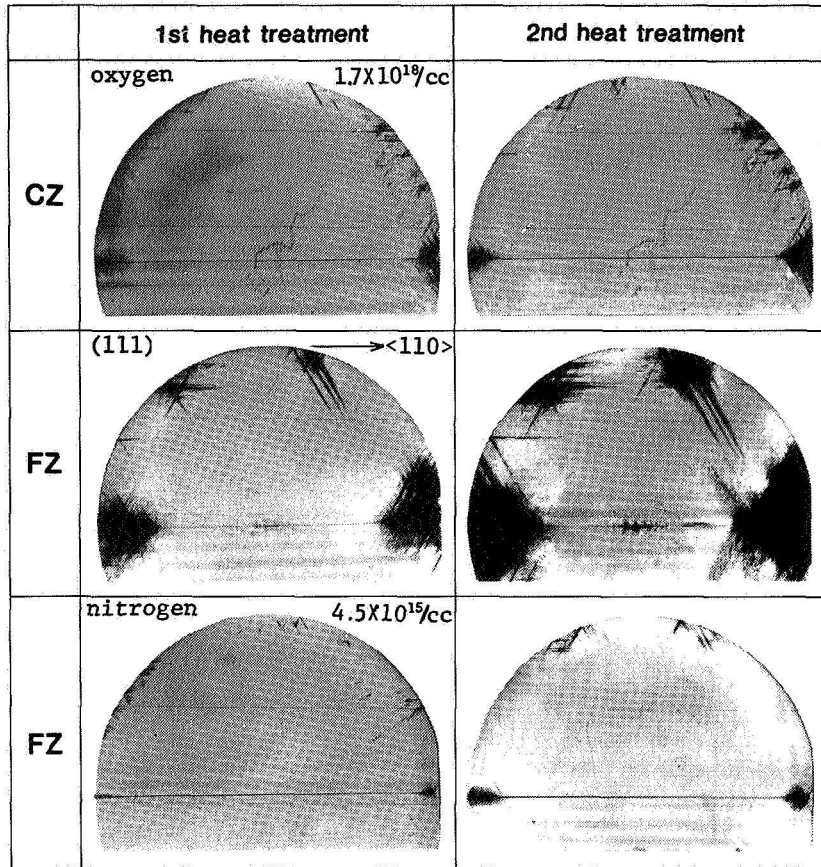 1st heat treatment
2nd heat treatment
CZ
oxygen 1.7X10¹⁸/cc
FZ
(111) <110>
FZ
nitrogen 4.5X10¹⁵/cc